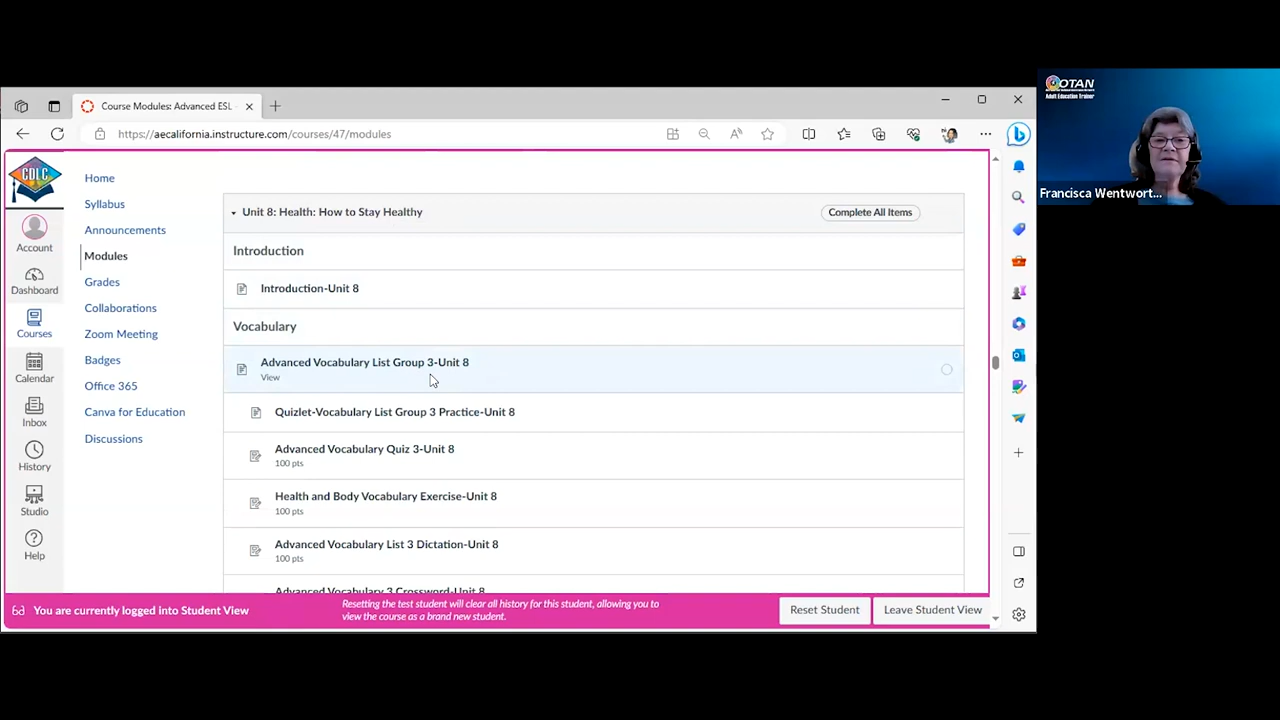 Course Modules: Advanced ESL
https://aecalifornia.instructure.com/courses/47/modules
CDLC
Account
Dashboard
Courses
Calendar
Inbox
History
Studio
Help
Home
Syllabus
Announcements
Modules
Grades
Collaborations
Zoom Meeting
Badges
Office 365
Canva for Education
Discussions
Unit 8: Health: How to Stay Healthy
Complete All Items
Introduction
Introduction-Unit 8
Vocabulary
Advanced Vocabulary List Group 3-Unit 8
View
Quizlet-Vocabulary List Group 3 Practice-Unit 8
Advanced Vocabulary Quiz 3-Unit 8
100 pts
Health and Body Vocabulary Exercise-Unit 8
100 pts
Advanced Vocabulary List 3 Dictation-Unit 8
100 pts
Advanced Vocabulary 3 Crossword-Unit 8
You are currently logged into Student View
Resetting the test student will clear all history for this student, allowing you to
view the course as a brand new student.
Reset Student
Leave Student View
OTAN
Adult Education Trainer
Francisca Wentwort...